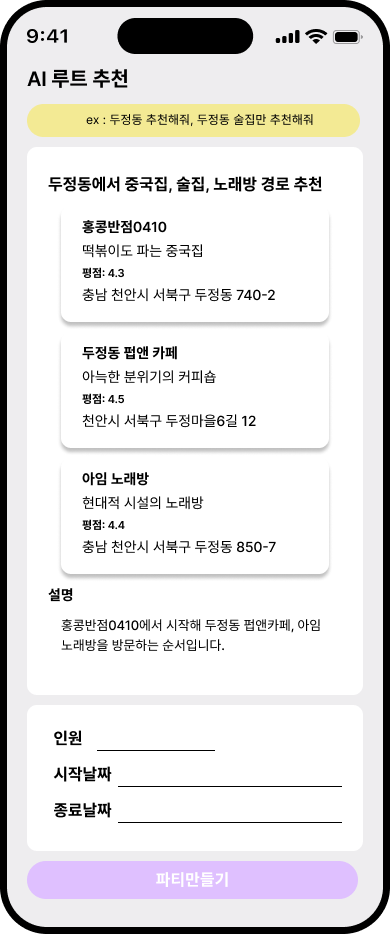 9:41
AI 루트 추천
ex : 두정동 추천해줘, 두정동 술집만 추천해줘
두정동에서 중국집, 술집, 노래방 경로 추천
홍콩반점0410
떡볶이도 파는 중국집
평점: 4.3
충남 천안시 서북구 두정동 740-2
두정동 펍앤 카페
아늑한 분위기의 커피숍
평점: 4.5
천안시 서북구 두정마을6길 12
아임 노래방
현대적 시설의 노래방
평점: 4.4
충남 천안시 서북구 두정동 850-7
설명
홍콩반점0410에서 시작해 두정동 펍앤카페, 아임
노래방을 방문하는 순서입니다.
인원
시작날짜
종료날짜
파티만들기